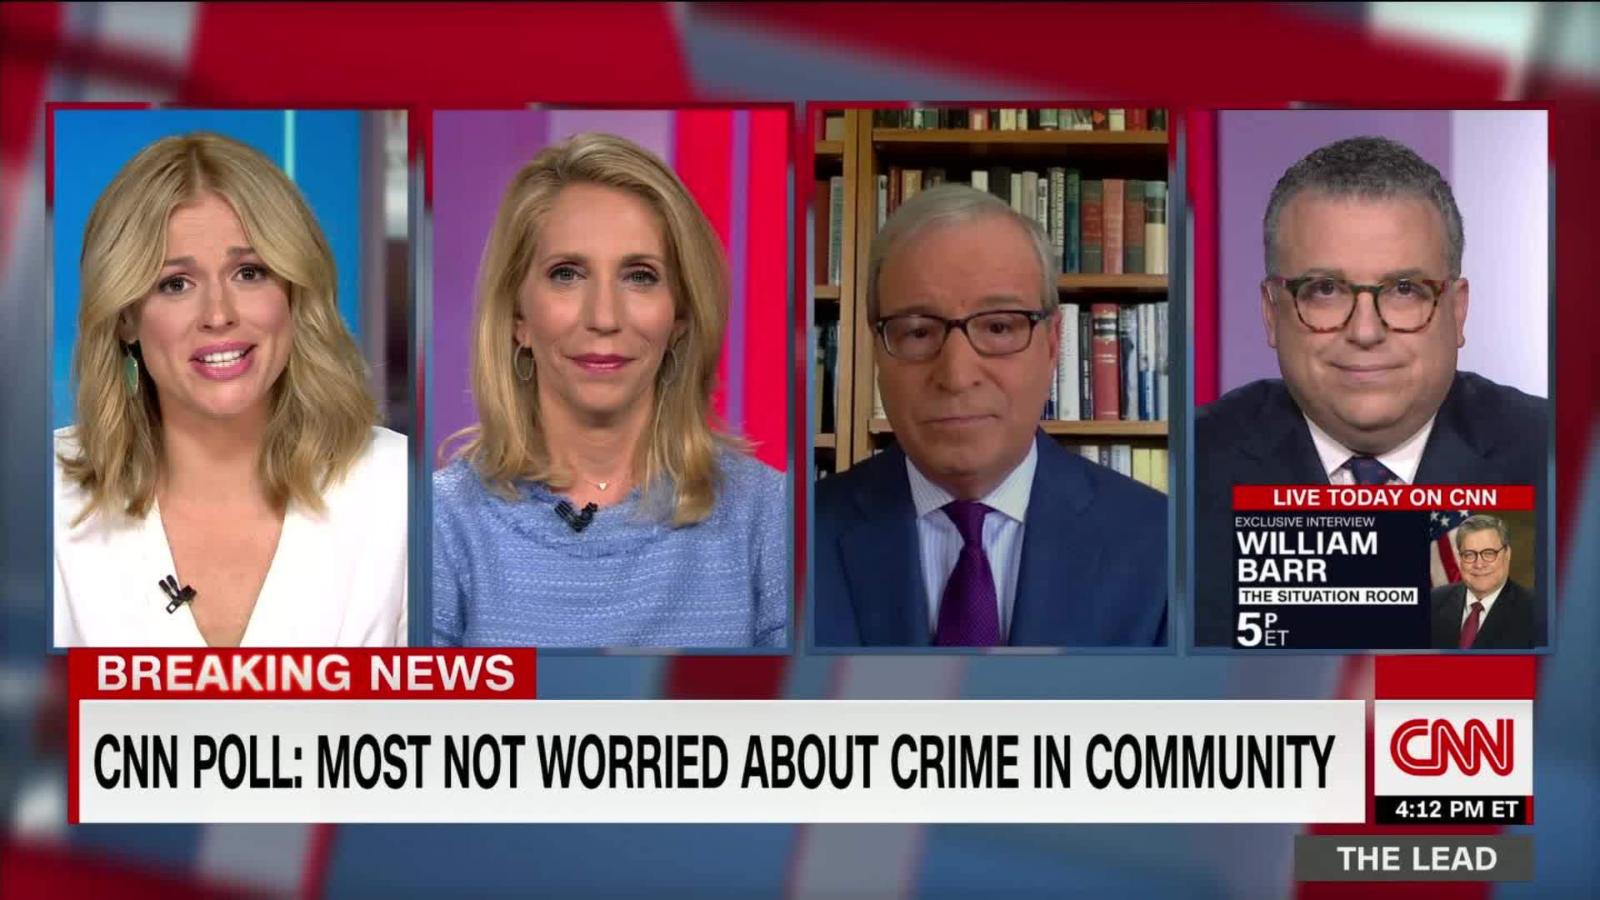 LIVE TODAY ON CNN
EXCLUSIVE INTERVIEW
WILLIAM
BARR
THE SITUATION ROOM
5P
ET
BREAKING NEWS
CNN POLL: MOST NOT WORRIED ABOUT CRIME IN COMMUNITY
CNN
4:12 PM ET
THE LEAD